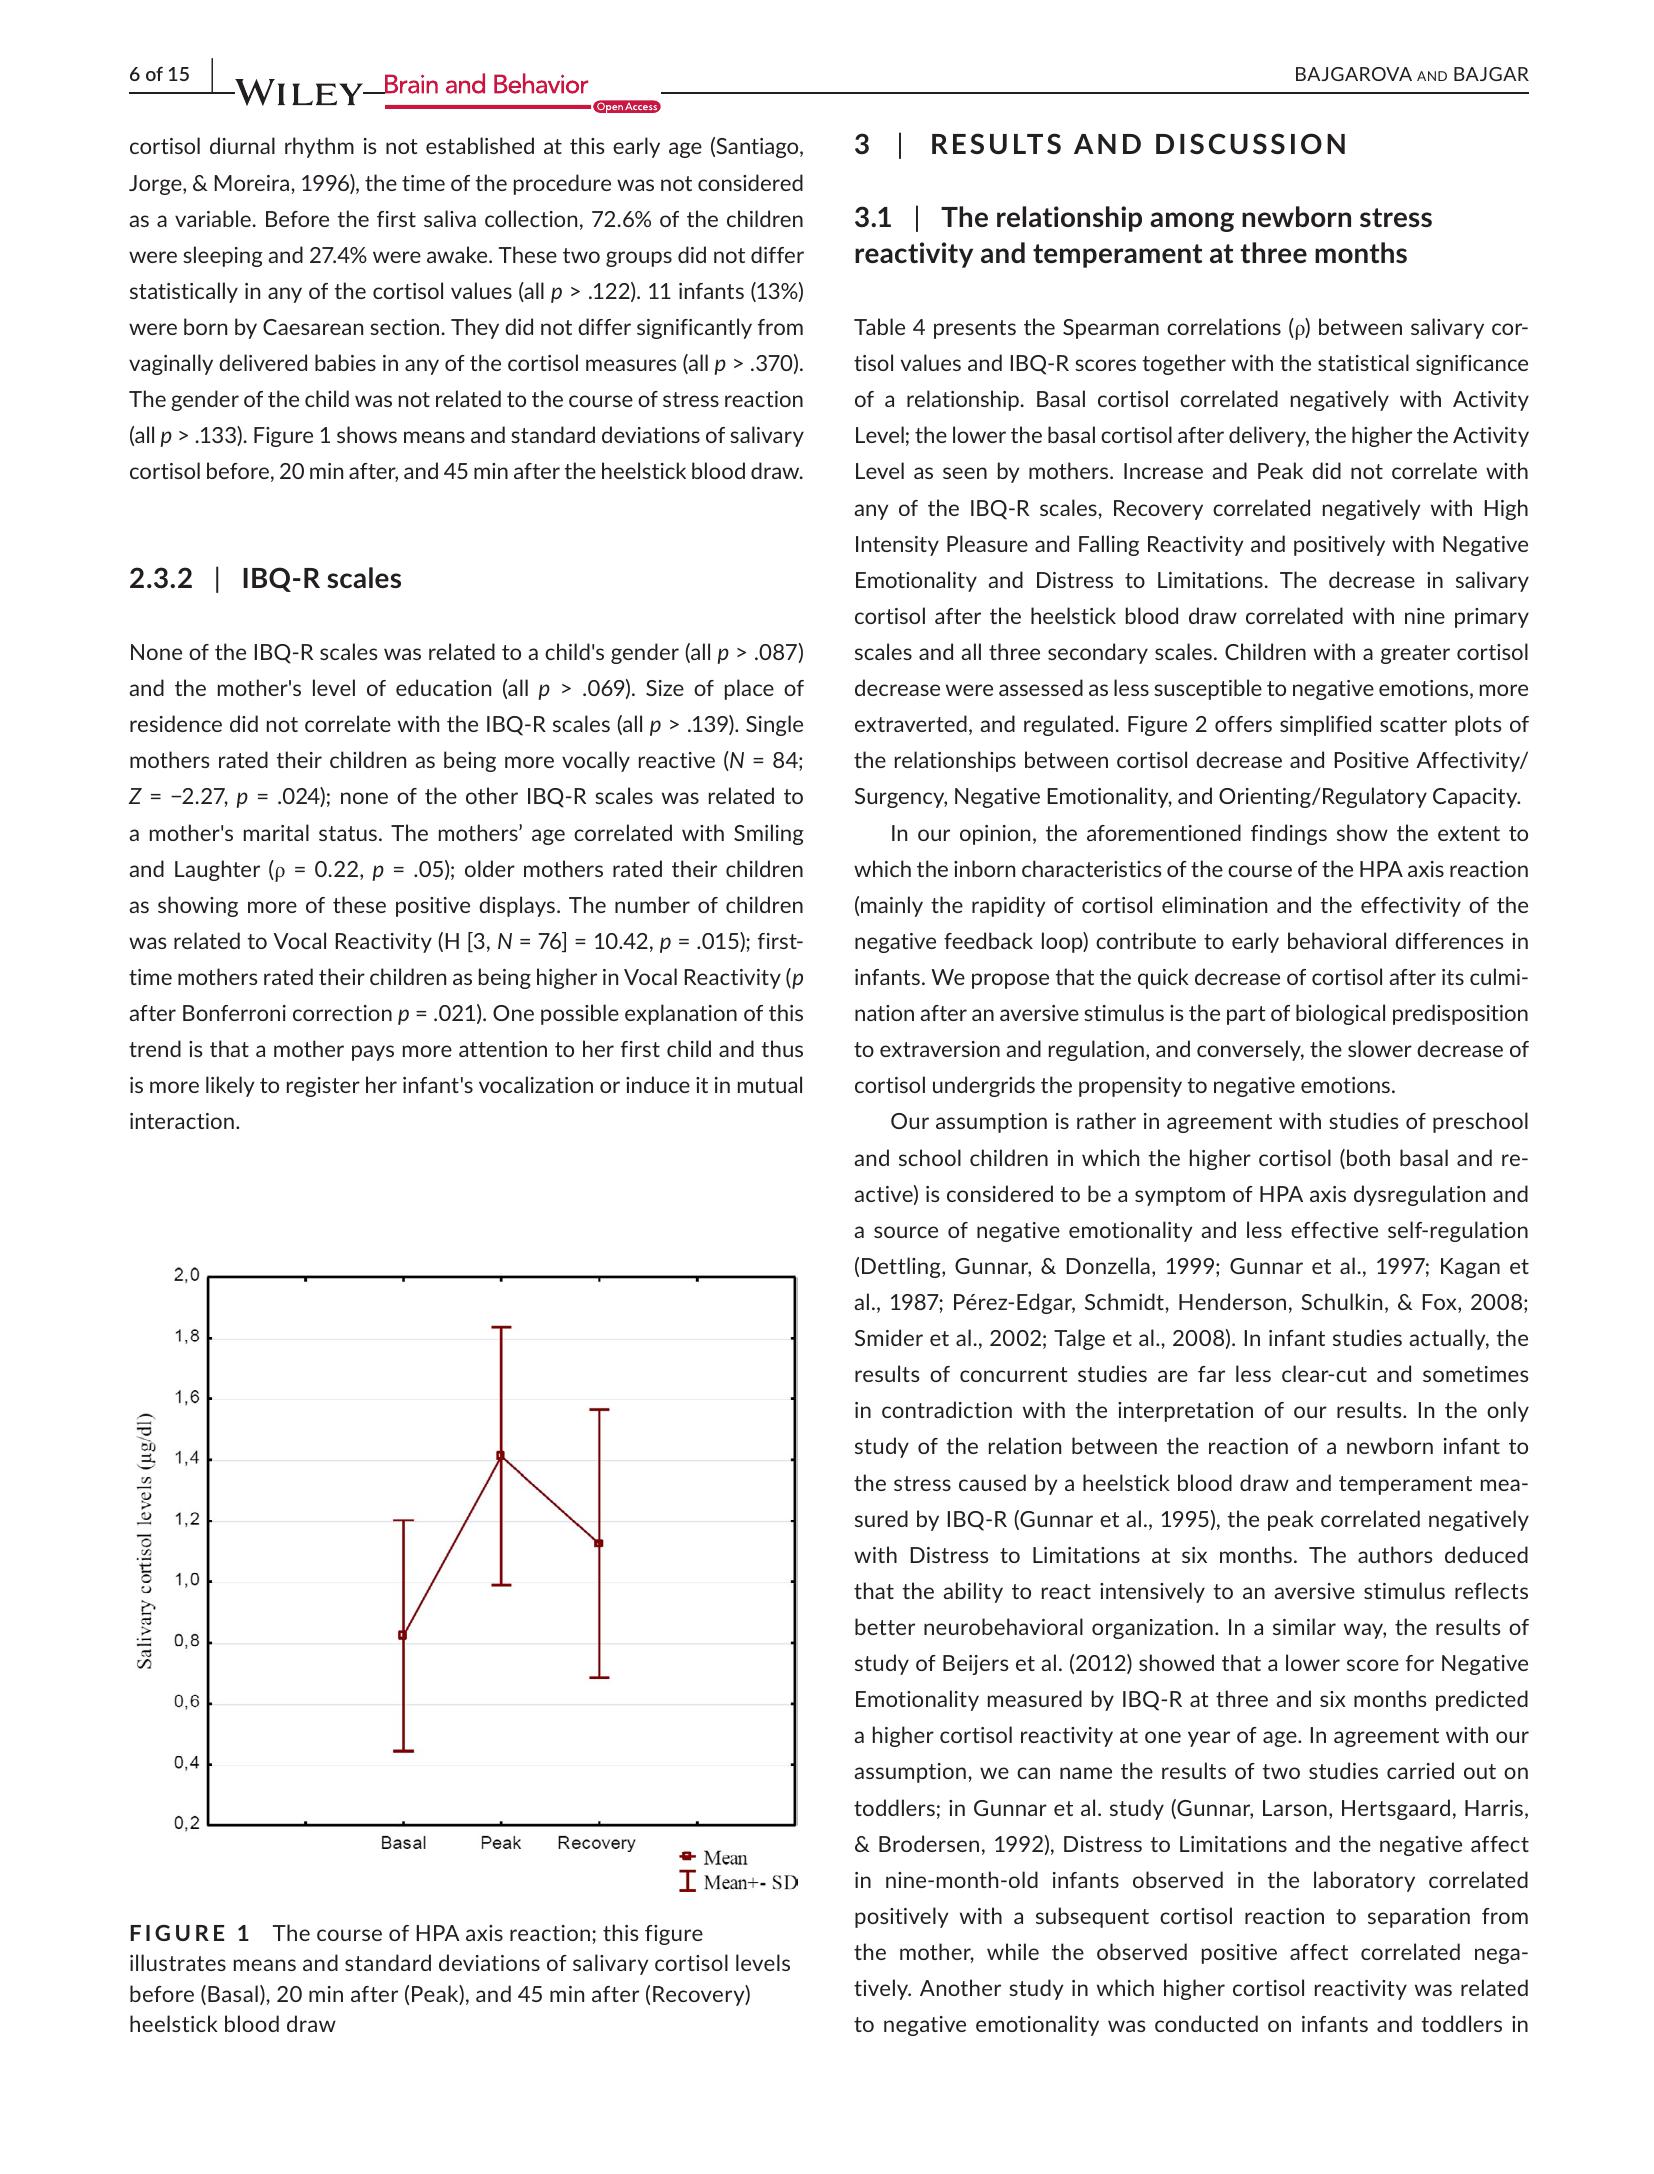 6 of 15
WILEY
Brain and Behavior
Open Access
BAJGAROVA AND BAJGAR
cortisol diurnal rhythm is not established at this early age (Santiago,
Jorge, & Moreira, 1996), the time of the procedure was not considered
as a variable. Before the first saliva collection, 72.6% of the children
were sleeping and 27.4% were awake. These two groups did not differ
statistically in any of the cortisol values (all p > .122). 11 infants (13%)
were born by Caesarean section. They did not differ significantly from
vaginally delivered babies in any of the cortisol measures (all p > .370).
The gender of the child was not related to the course of stress reaction
(all p > .133). Figure 1 shows means and standard deviations of salivary
cortisol before, 20 min after, and 45 min after the heelstick blood draw.
2.3.2 | IBQ-R scales
None of the IBQ-R scales was related to a child's gender (all p > .087)
and the mother's level of education (all p > .069). Size of place of
residence did not correlate with the IBQ-R scales (all p > .139). Single
mothers rated their children as being more vocally reactive (N = 84;
Z = −2.27, p = .024); none of the other IBQ-R scales was related to
a mother's marital status. The mothers’ age correlated with Smiling
and Laughter (ρ = 0.22, p = .05); older mothers rated their children
as showing more of these positive displays. The number of children
was related to Vocal Reactivity (H [3, N = 76] = 10.42, p = .015); first-
time mothers rated their children as being higher in Vocal Reactivity (p
after Bonferroni correction p = .021). One possible explanation of this
trend is that a mother pays more attention to her first child and thus
is more likely to register her infant's vocalization or induce it in mutual
interaction.
2,0
1,8
1,6
1,4
1,2
1,0
0,8
0,6
0,4
0,2
Salivary cortisol levels (µg/dl)
Basal Peak Recovery
Mean
Mean+- SD
FIGURE 1 The course of HPA axis reaction; this figure
illustrates means and standard deviations of salivary cortisol levels
before (Basal), 20 min after (Peak), and 45 min after (Recovery)
heelstick blood draw
3 | RESULTS AND DISCUSSION
3.1 | The relationship among newborn stress
reactivity and temperament at three months
Table 4 presents the Spearman correlations (ρ) between salivary cor-
tisol values and IBQ-R scores together with the statistical significance
of a relationship. Basal cortisol correlated negatively with Activity
Level; the lower the basal cortisol after delivery, the higher the Activity
Level as seen by mothers. Increase and Peak did not correlate with
any of the IBQ-R scales, Recovery correlated negatively with High
Intensity Pleasure and Falling Reactivity and positively with Negative
Emotionality and Distress to Limitations. The decrease in salivary
cortisol after the heelstick blood draw correlated with nine primary
scales and all three secondary scales. Children with a greater cortisol
decrease were assessed as less susceptible to negative emotions, more
extraverted, and regulated. Figure 2 offers simplified scatter plots of
the relationships between cortisol decrease and Positive Affectivity/
Surgency, Negative Emotionality, and Orienting/Regulatory Capacity.
In our opinion, the aforementioned findings show the extent to
which the inborn characteristics of the course of the HPA axis reaction
(mainly the rapidity of cortisol elimination and the effectivity of the
negative feedback loop) contribute to early behavioral differences in
infants. We propose that the quick decrease of cortisol after its culmi-
nation after an aversive stimulus is the part of biological predisposition
to extraversion and regulation, and conversely, the slower decrease of
cortisol undergrids the propensity to negative emotions.
Our assumption is rather in agreement with studies of preschool
and school children in which the higher cortisol (both basal and re-
active) is considered to be a symptom of HPA axis dysregulation and
a source of negative emotionality and less effective self-regulation
(Dettling, Gunnar, & Donzella, 1999; Gunnar et al., 1997; Kagan et
al., 1987; Pérez-Edgar, Schmidt, Henderson, Schulkin, & Fox, 2008;
Smider et al., 2002; Talge et al., 2008). In infant studies actually, the
results of concurrent studies are far less clear-cut and sometimes
in contradiction with the interpretation of our results. In the only
study of the relation between the reaction of a newborn infant to
the stress caused by a heelstick blood draw and temperament mea-
sured by IBQ-R (Gunnar et al., 1995), the peak correlated negatively
with Distress to Limitations at six months. The authors deduced
that the ability to react intensively to an aversive stimulus reflects
better neurobehavioral organization. In a similar way, the results of
study of Beijers et al. (2012) showed that a lower score for Negative
Emotionality measured by IBQ-R at three and six months predicted
a higher cortisol reactivity at one year of age. In agreement with our
assumption, we can name the results of two studies carried out on
toddlers; in Gunnar et al. study (Gunnar, Larson, Hertsgaard, Harris,
& Brodersen, 1992), Distress to Limitations and the negative affect
in nine-month-old infants observed in the laboratory correlated
positively with a subsequent cortisol reaction to separation from
the mother, while the observed positive affect correlated nega-
tively. Another study in which higher cortisol reactivity was related
to negative emotionality was conducted on infants and toddlers in